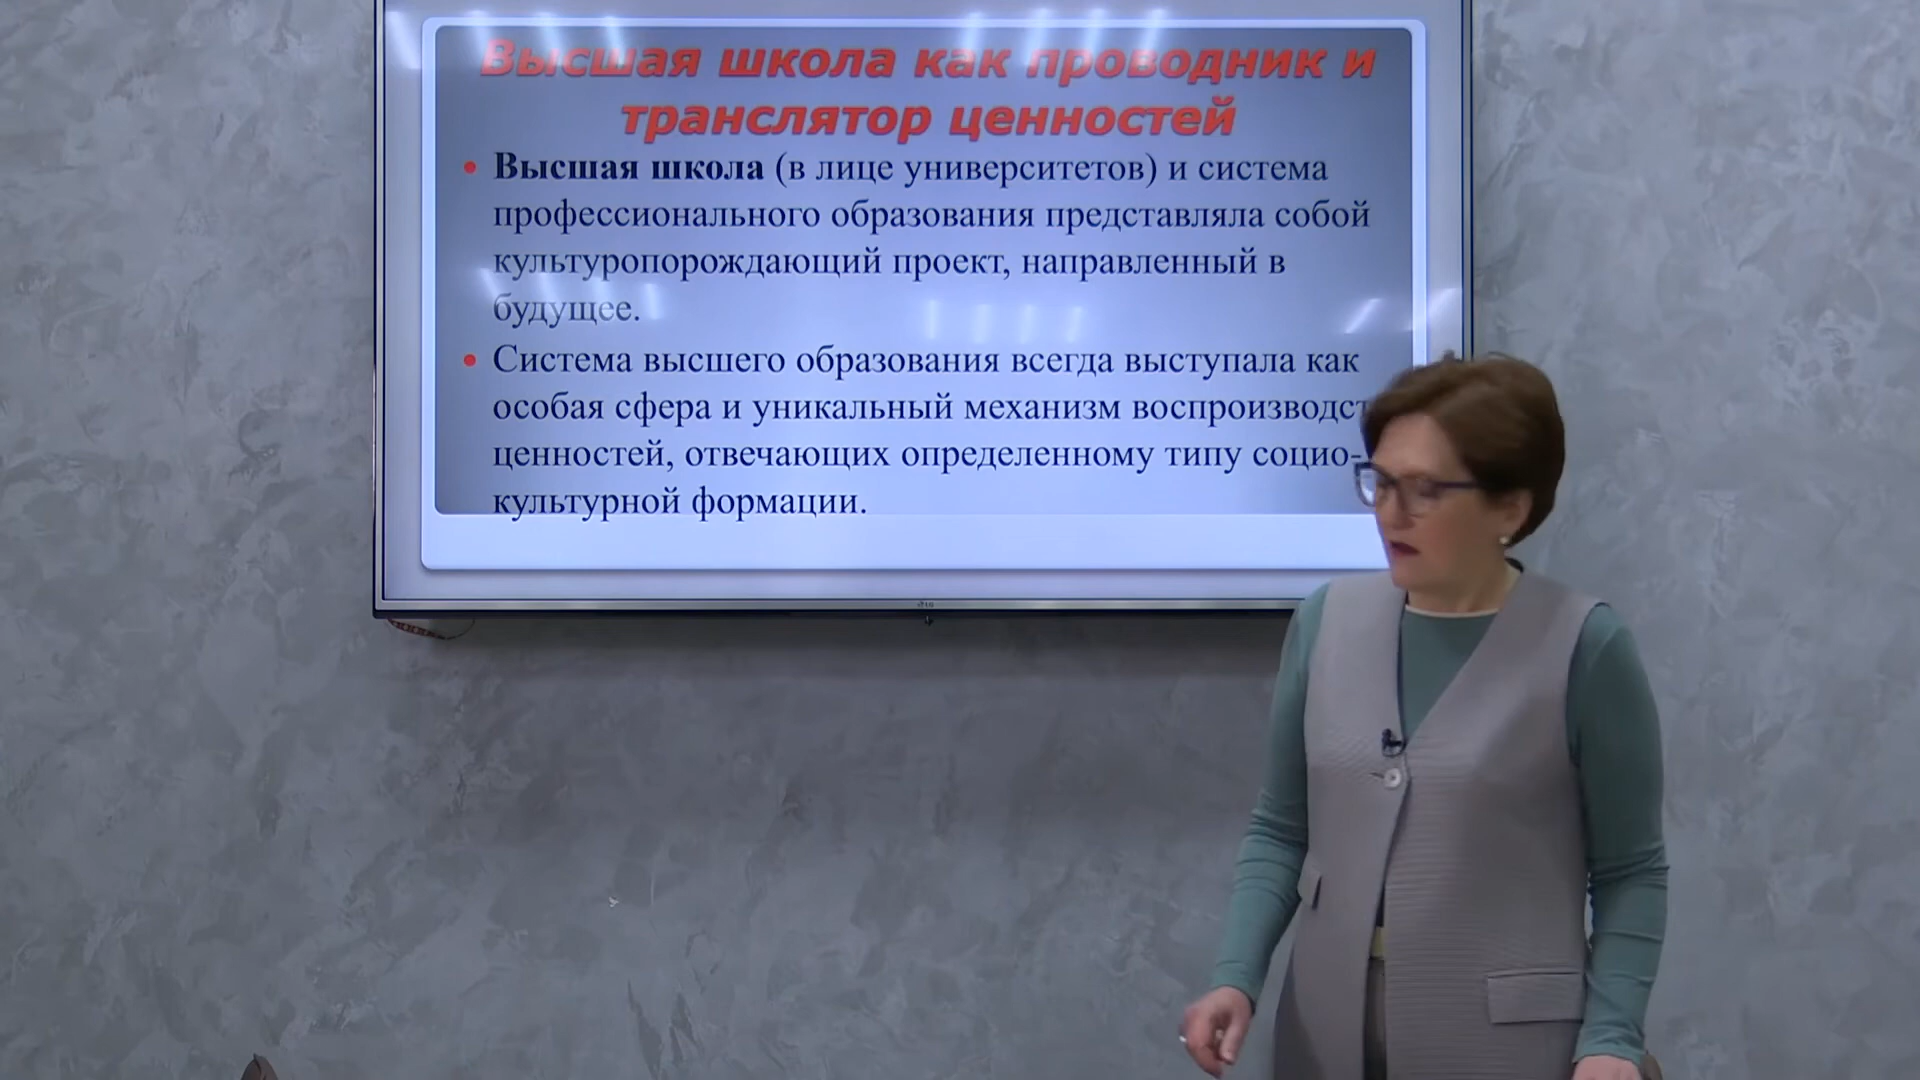 Высшая школа как проводник и
транслятор ценностей
• Высшая школа (в лице университетов) и система
профессионального образования представляла собой
культуропорождающий проект, направленный в
будущее.
• Система высшего образования всегда выступала как
особая сфера и уникальный механизм
ценностей, отвечающих определенному типу социо-
культурной формации.